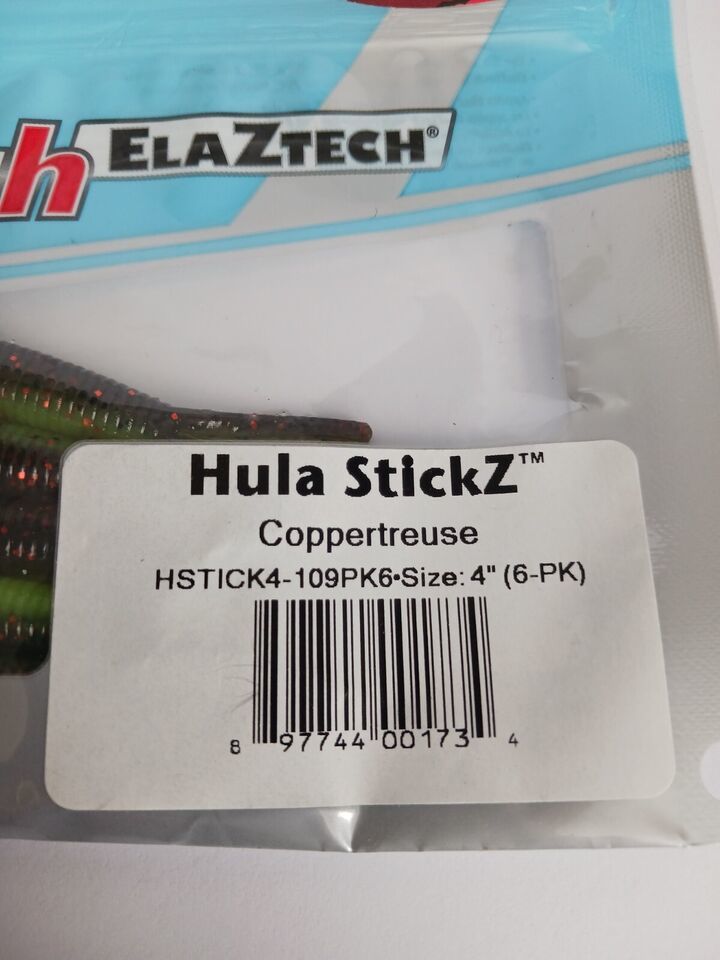 h ELAZTECH®
Hula StickZ™
Coppertreuse
HSTICK4-109PK6•Size: 4" (6-PK)
8 97744 00173 4